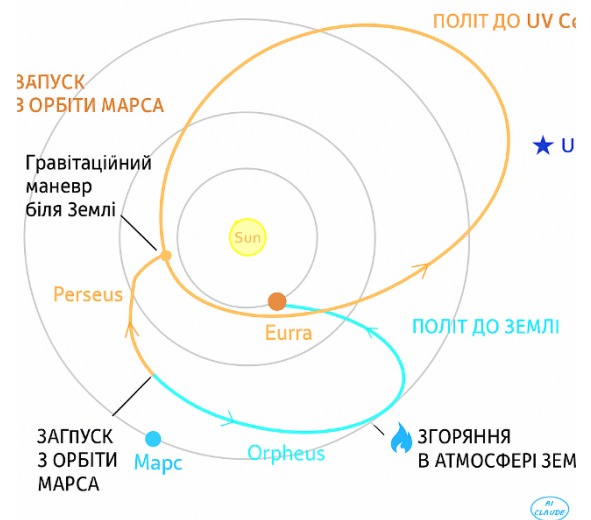 ПОЛІТ ДО UV Ce
ЗАПУСК
З ОРБІТИ МАРСА
U
Гравітаційний
маневр
біля Землі
Sun
Perseus
Eurra
ПОЛІТ ДО ЗЕМЛІ
ЗАГПУСК
З ОРБІТИ
МАРСА
Марс
Orpheus
ЗГОРЯННЯ
В АТМОСФЕРІ ЗЕМ
AI
CLAUDE